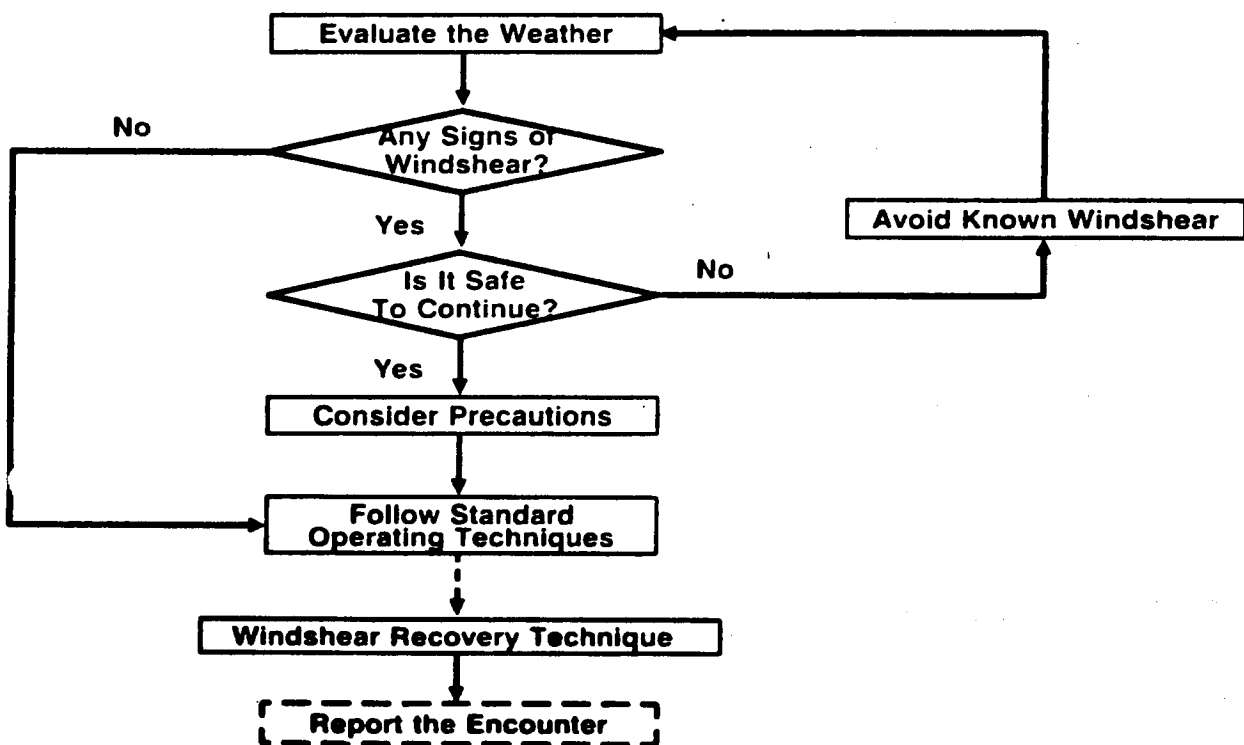 Evaluate the Weather
No
Any Signs of
Windshear?
Yes
Avoid Known Windshear
Is It Safe
To Continue?
No
Yes
Consider Precautions
Follow Standard
Operating Techniques
Windshear Recovery Technique
Report the Encounter